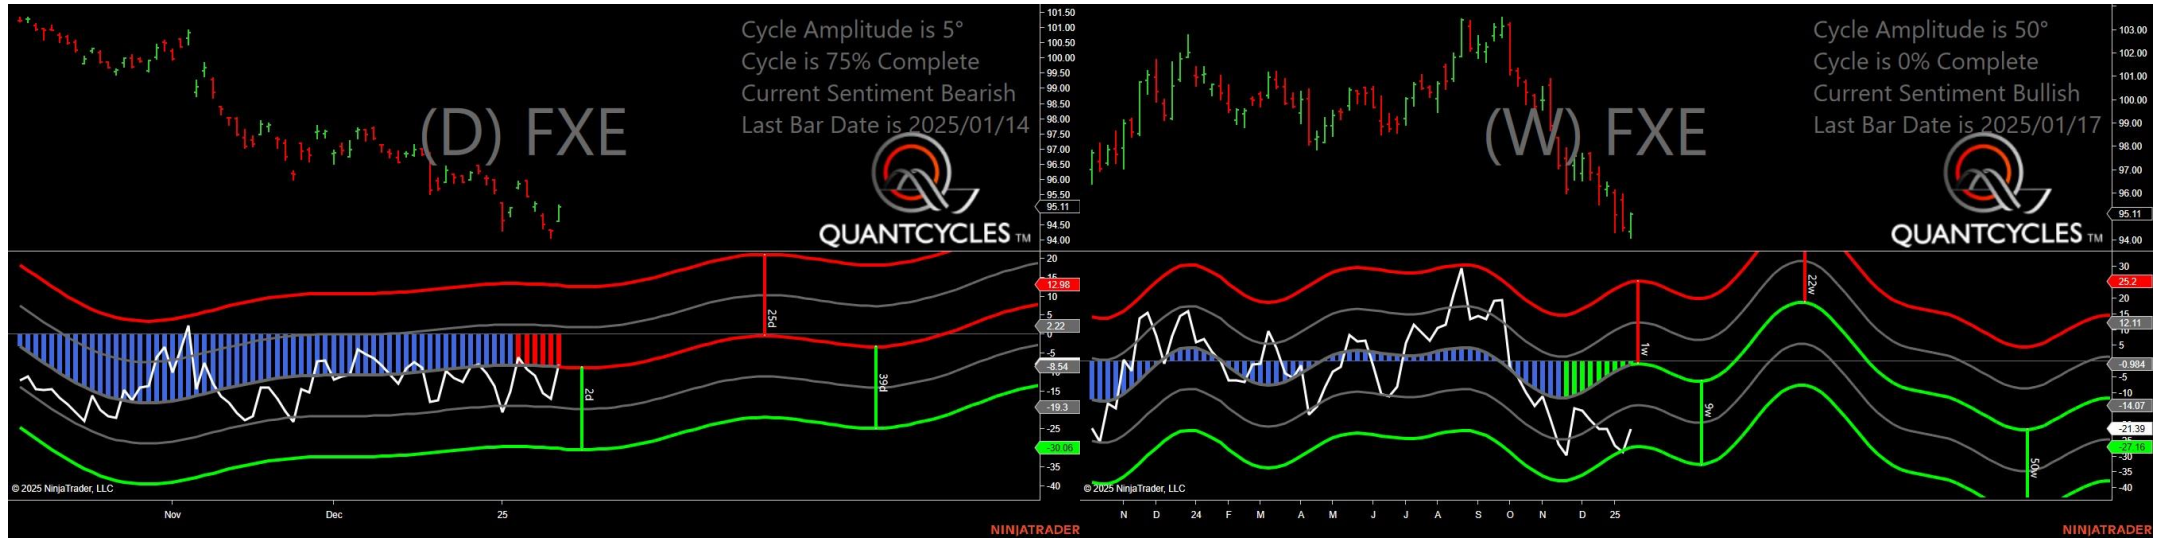 Cycle Amplitude is 5°
Cycle is 75% Complete
Current Sentiment Bearish
Last Bar Date is 2025/01/14
(D) FXE
QUANTCYCLES TM
101.50
101.00
100.50
100.00
99.50
99.00
98.50
98.00
97.50
97.00
96.50
96.00
95.50
95.11
94.50
94.00
20
15
12.98
10
5
2.22
0
-5
-8.54
-15
-19.3
-25
-30.06
-35
-40
25d
2d
39d
© 2025 NinjaTrader, LLC
Nov
Dec
25
NINJATRADER
Cycle Amplitude is 50°
Cycle is 0% Complete
Current Sentiment Bullish
Last Bar Date is 2025/01/17
(W) FXE
QUANTCYCLES TM
103.00
102.00
101.00
100.00
99.00
98.00
97.00
96.00
95.11
94.00
30
25.2
20
15
12.11
5
-0.984
-5
-10
-14.07
-21.39
-27.16
-30
-35
-40
1w
22w
9w
50w
© 2025 NinjaTrader, LLC
N D 24 F M A M J J A S O N D 25
NINJATRADER